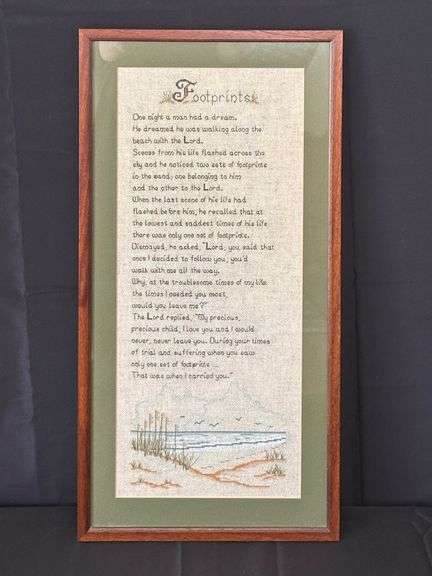 Footprints
One night a man had a dream.
He dreamed he was walking along the
beach with the Lord.
Scenes from his life flashed across the
sky and he noticed two sets of footprints
in the sand; one belonging to him
and the other to the Lord.
When the last scene of his life had
flashed before him, he recalled that at
the lowest and saddest times of his life
there was only one set of footprints.
Dismayed, he asked, "Lord, you said that
once I decided to follow you, you'd
walk with me all the way.
Why, at the troublesome times of my life
the times I needed you most,
would you leave me?"
The Lord replied, "My precious,
precious child, I love you and I would
never, never leave you. During your times
of trial and suffering when you saw
only one set of footprints ...
That was when I carried you."